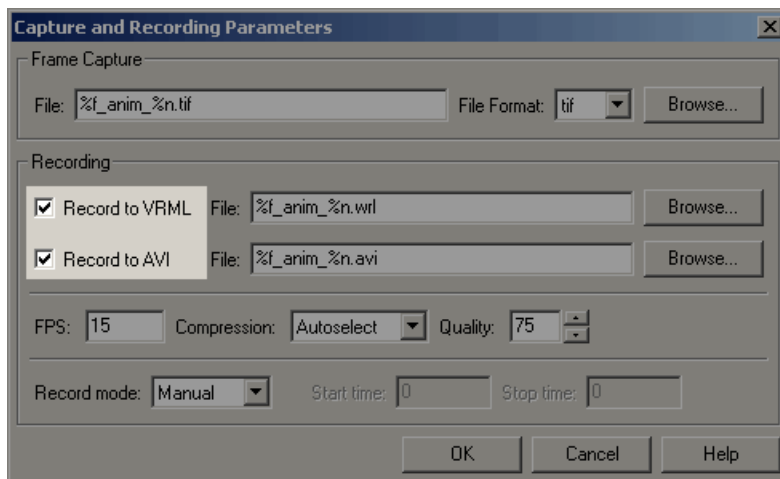 Capture and Recording Parameters
Frame Capture
File: %f_anim_%n.tif File Format: tif Browse...
Recording
Record to VRML File: %f_anim_%n.wrl Browse...
Record to AVI File: %f_anim_%n.avi Browse...
FPS: 15 Compression: Autoselect Quality: 75
Record mode: Manual Start time: 0 Stop time: 0
OK Cancel Help